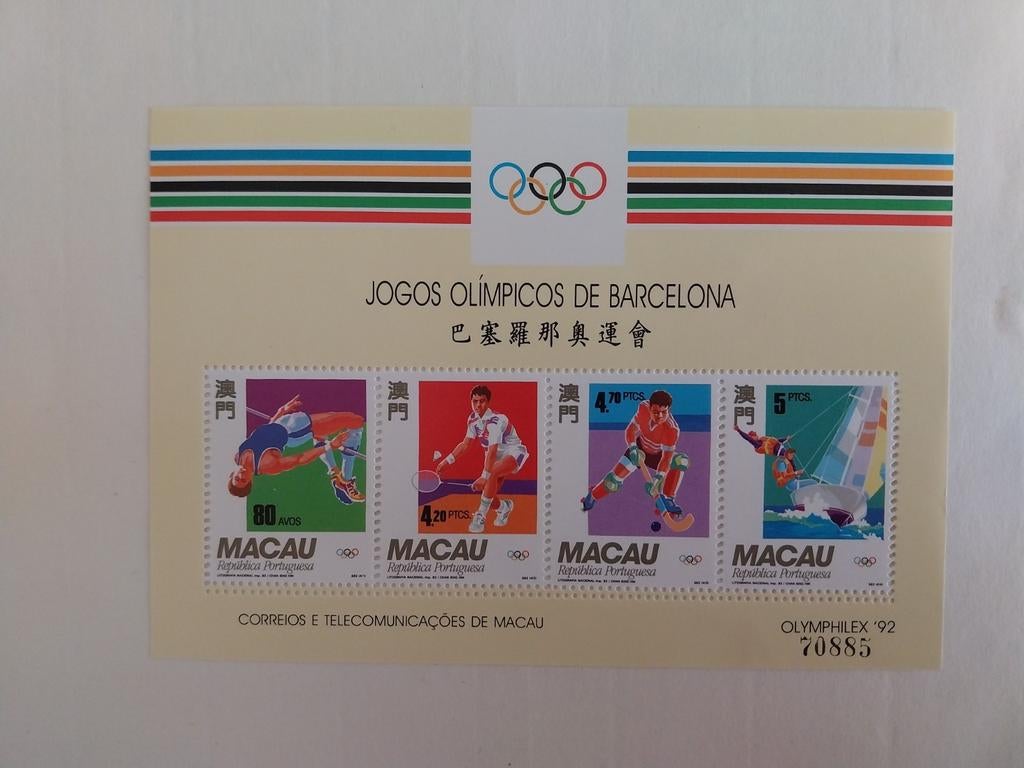 JOGOS OLÍMPICOS DE BARCELONA
巴塞羅那奧運會
澳門
80 AVOS
MACAU
República Portuguesa
澳門
4.20 PTCS.
MACAU
República Portuguesa
澳門
4.70 PTCS.
MACAU
República Portuguesa
澳門
5 PTCS.
MACAU
República Portuguesa
CORREIOS E TELECOMUNICAÇÕES DE MACAU
OLYMPHILEX '92
70885